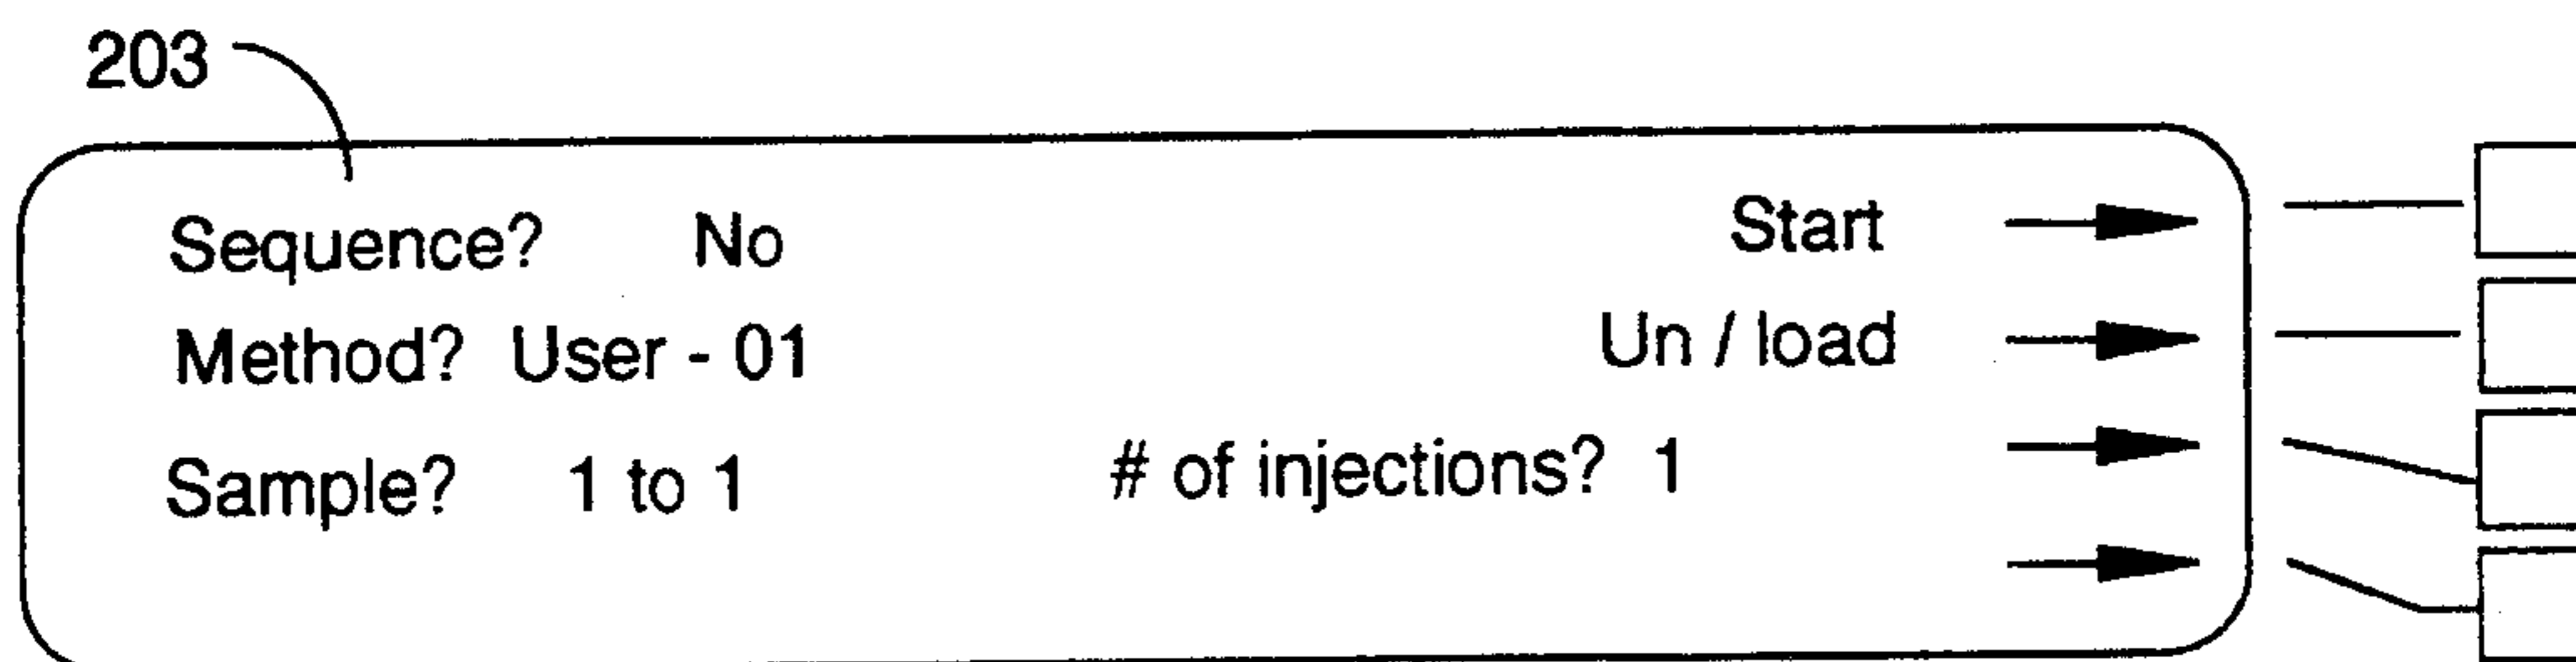 203
Sequence? No Start
Method? User - 01 Un / load
Sample? 1 to 1 # of injections? 1